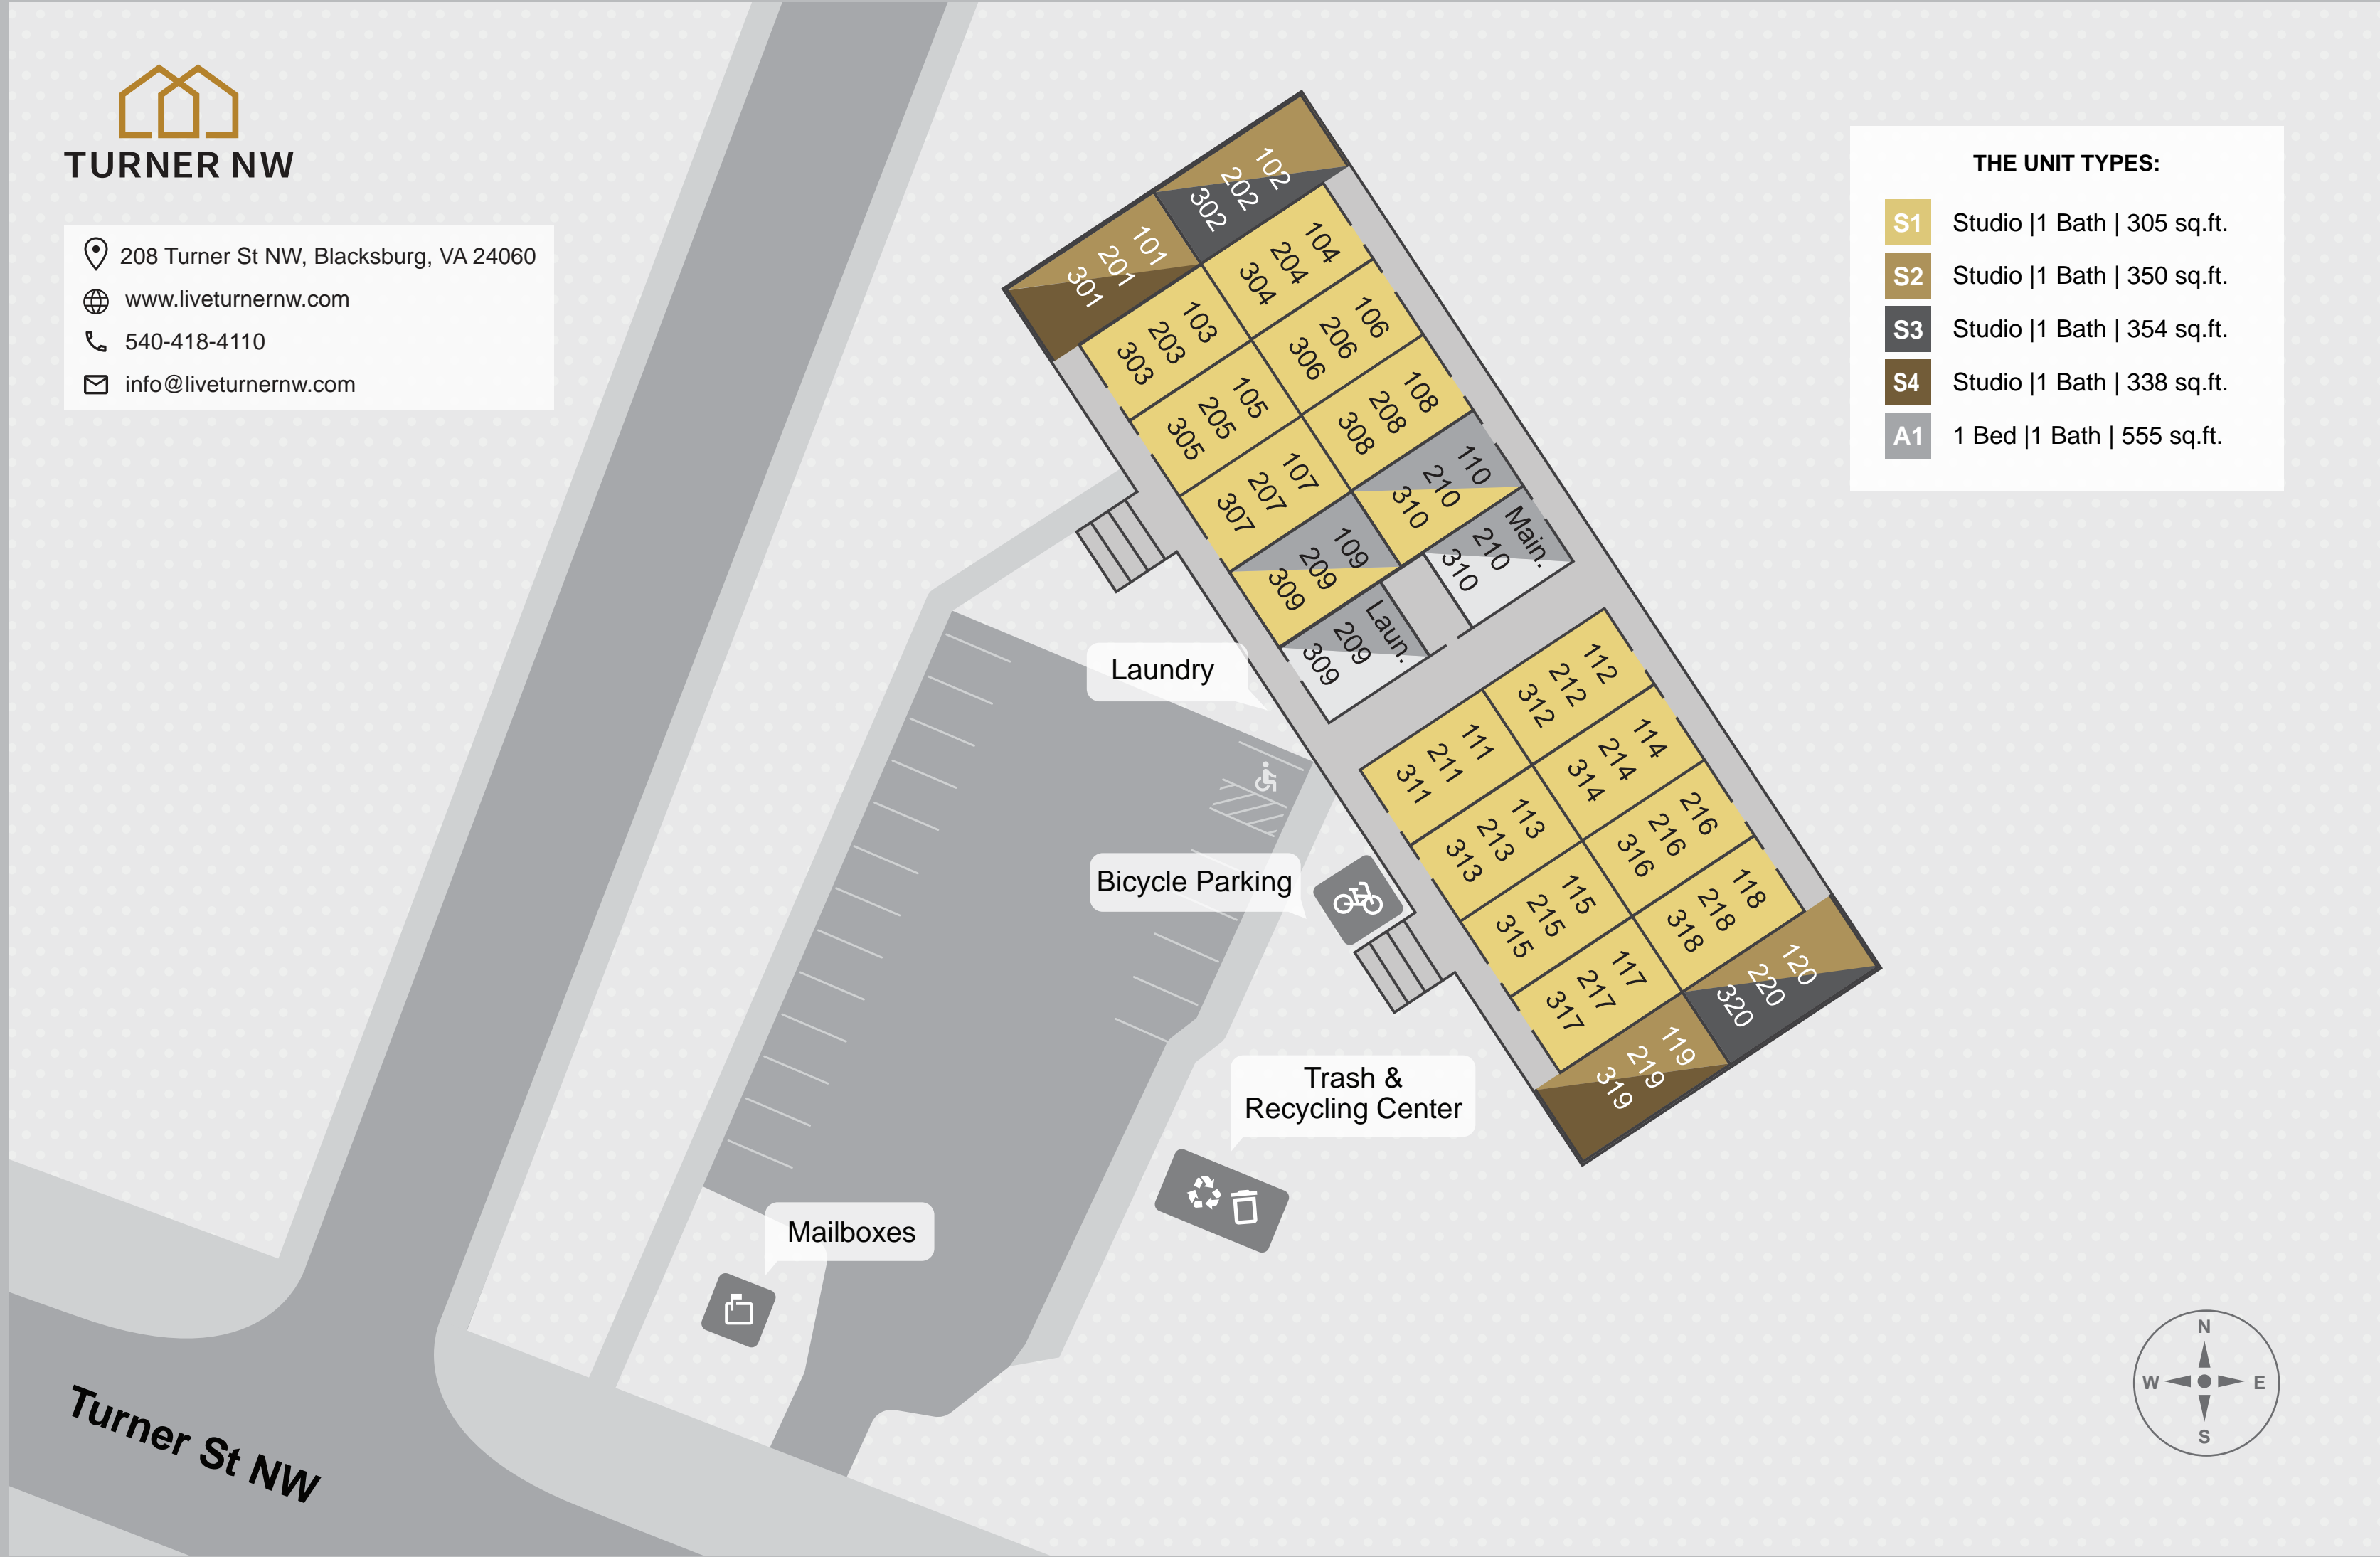 TURNER NW
208 Turner St NW, Blacksburg, VA 24060
www.liveturnernw.com
540-418-4110
info@liveturnernw.com
THE UNIT TYPES:
S1 Studio |1 Bath | 305 sq.ft.
S2 Studio |1 Bath | 350 sq.ft.
S3 Studio |1 Bath | 354 sq.ft.
S4 Studio |1 Bath | 338 sq.ft.
A1 1 Bed |1 Bath | 555 sq.ft.
102
202
302
101
201
301
104
204
304
103
203
303
106
206
306
105
205
305
108
208
308
107
207
307
110
210
310
109
209
309
Main.
210
310
Laun.
209
309
Laundry
112
212
312
111
211
311
114
214
314
113
213
313
216
216
316
115
215
315
118
218
318
117
217
317
120
220
320
119
219
319
Bicycle Parking
Trash &
Recycling Center
Mailboxes
Turner St NW
N
W
E
S